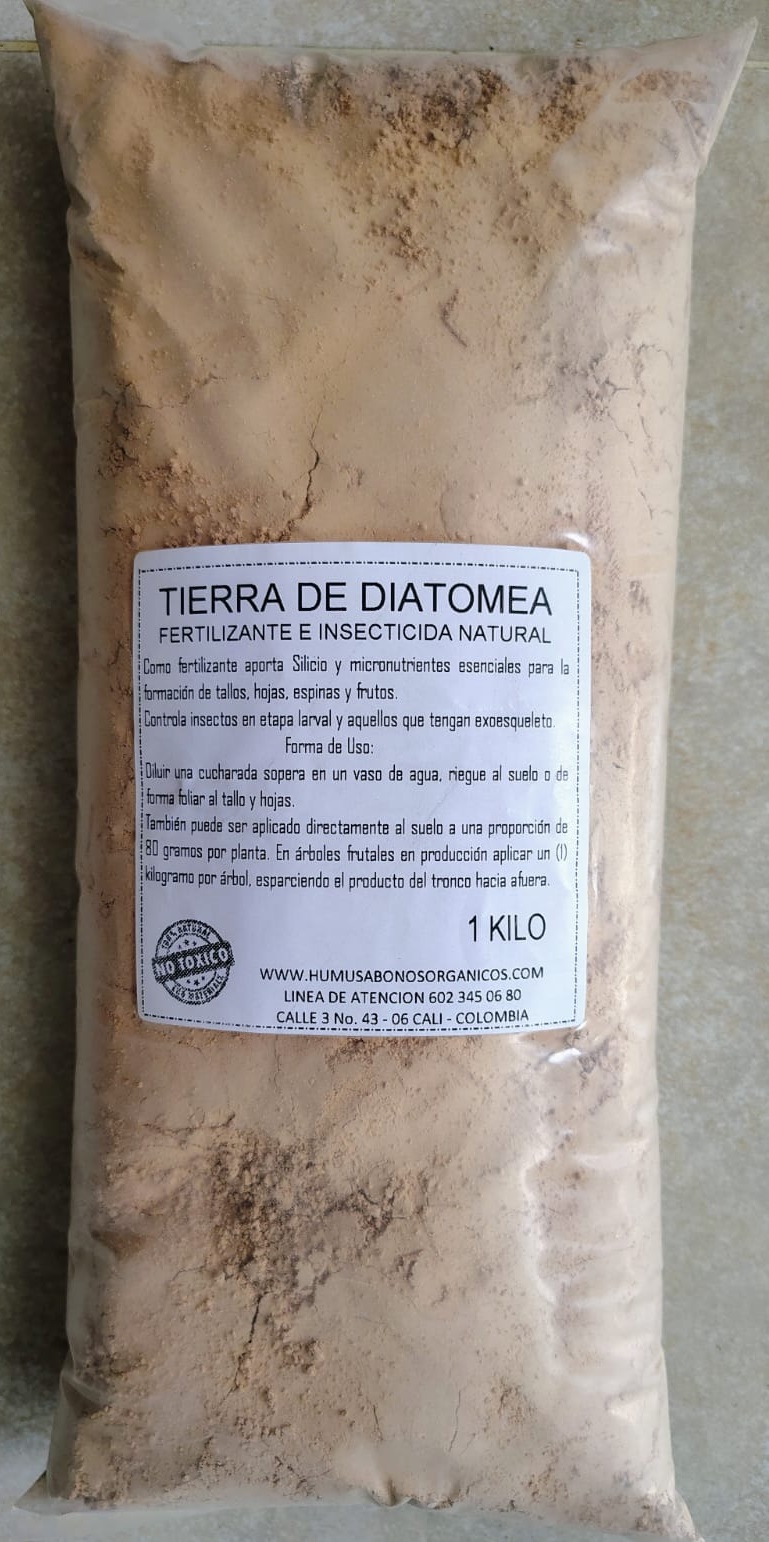 TIERRA DE DIATOMEA
FERTILIZANTE E INSECTICIDA NATURAL
Como fertilizante aporta Silicio y micronutrientes esenciales para la
formación de tallos, hojas, espinas y frutos.
Controla insectos en etapa larval y aquellos que tengan exoesqueleto.
Forma de Uso:
Diluir una cucharada sopera en un vaso de agua, riegue al suelo o de
forma foliar al tallo y hojas.
También puede ser aplicado directamente al suelo a una proporción de
80 gramos por planta. En árboles frutales en producción aplicar un (1)
kilogramo por árbol, esparciendo el producto del tronco hacia afuera.
1 KILO
100% NATURAL
NO TOXICO
WWW.HUMUSABONOSORGANICOS.COM
LINEA DE ATENCION 602 345 06 80
CALLE 3 No. 43 - 06 CALI - COLOMBIA